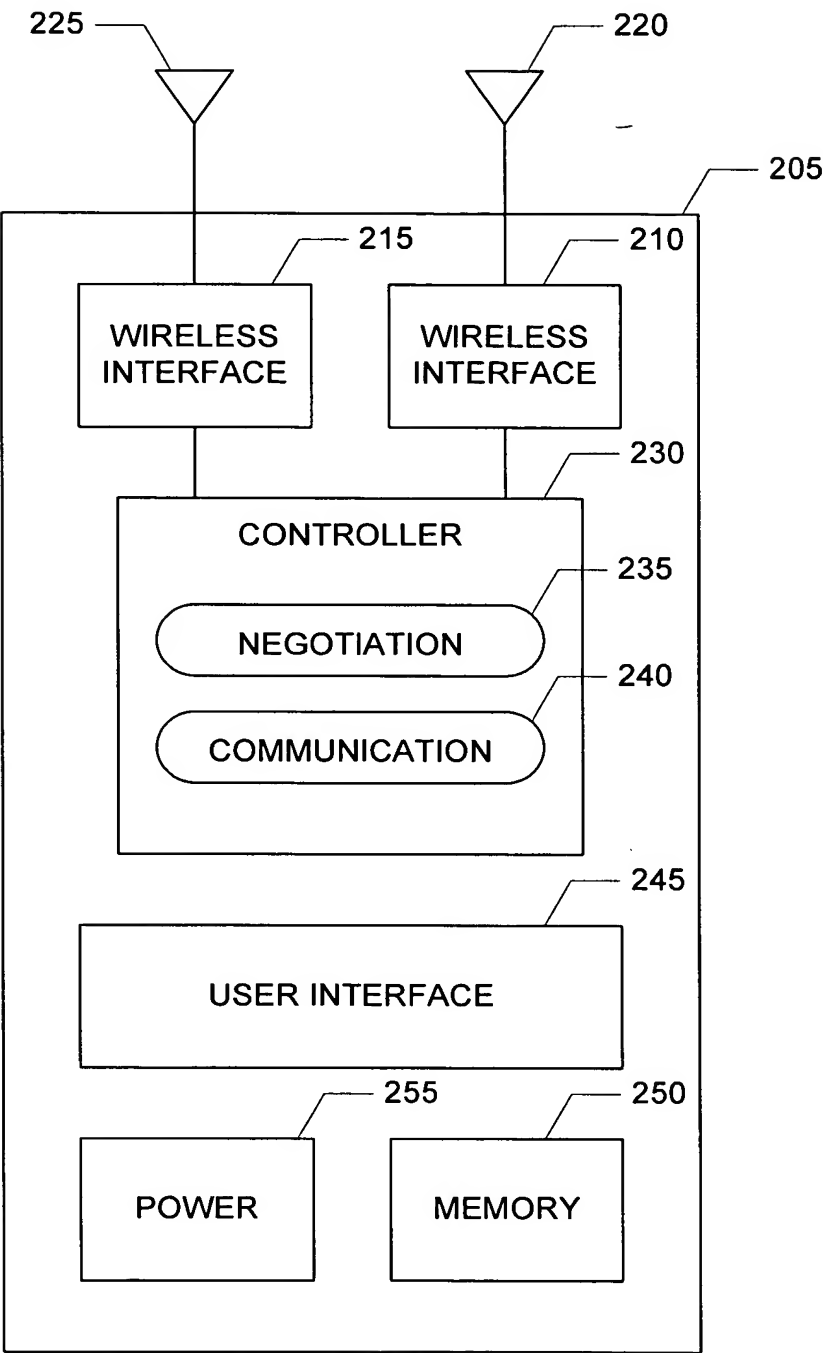 225
220
205
215
210
WIRELESS
INTERFACE
WIRELESS
INTERFACE
230
CONTROLLER
235
NEGOTIATION
240
COMMUNICATION
245
USER INTERFACE
255
250
POWER
MEMORY